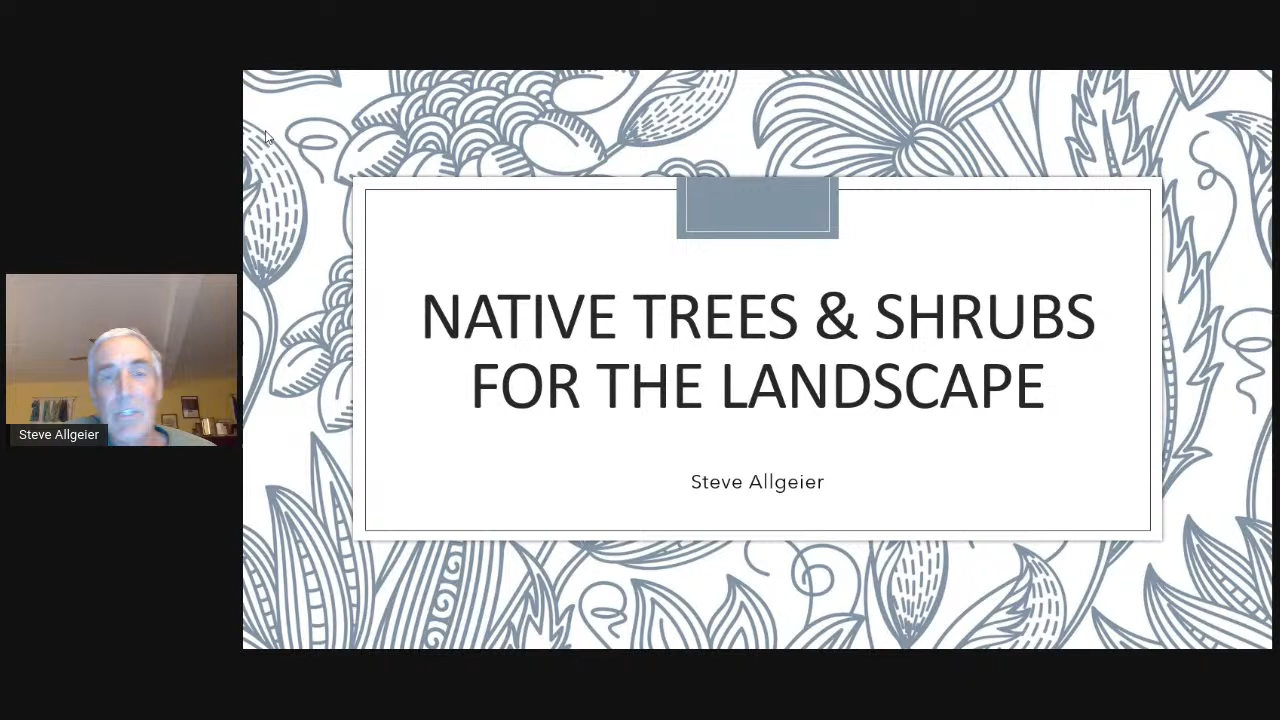 NATIVE TREES & SHRUBS
FOR THE LANDSCAPE
Steve Allgeier
Steve Allgeier